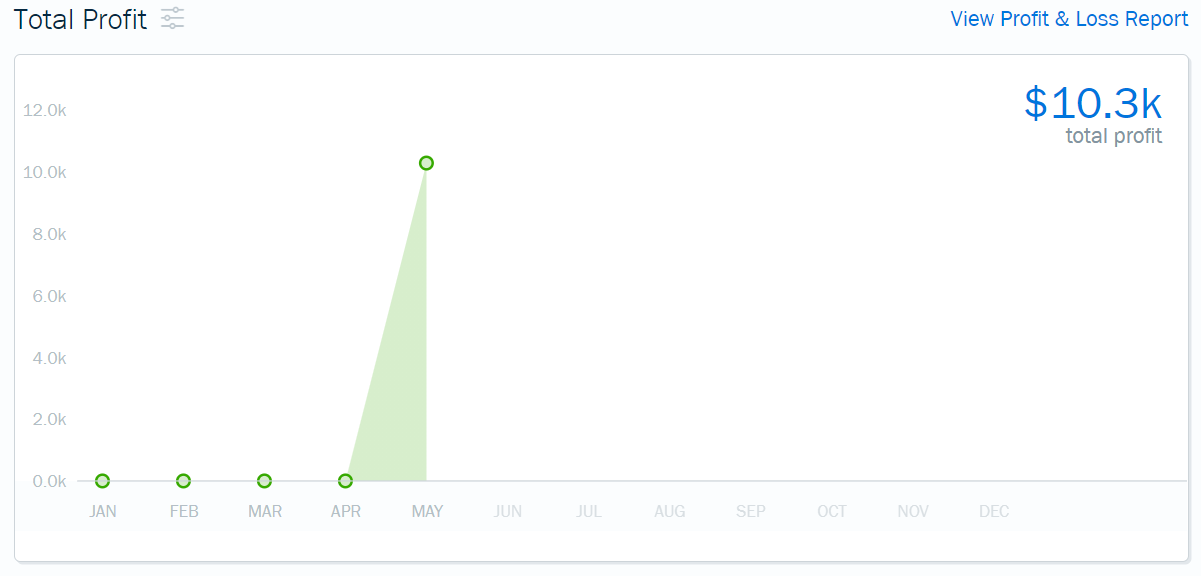 Total Profit
View Profit & Loss Report
$10.3k
total profit
12.0k
10.0k
8.0k
6.0k
4.0k
2.0k
0.0k
JAN FEB MAR APR MAY JUN JUL AUG SEP OCT NOV DEC